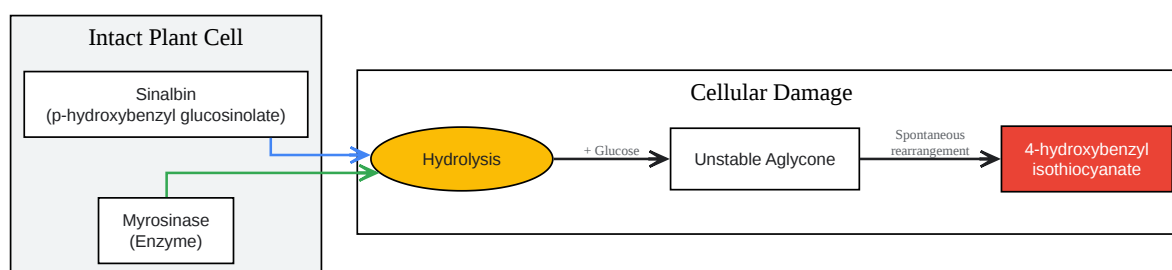 Intact Plant Cell
Sinalbin
(p-hydroxybenzyl glucosinolate)
Myrosinase
(Enzyme)
Cellular Damage
Hydrolysis
+ Glucose
Unstable Aglycone
Spontaneous
rearrangement
4-hydroxybenzyl
isothiocyanate